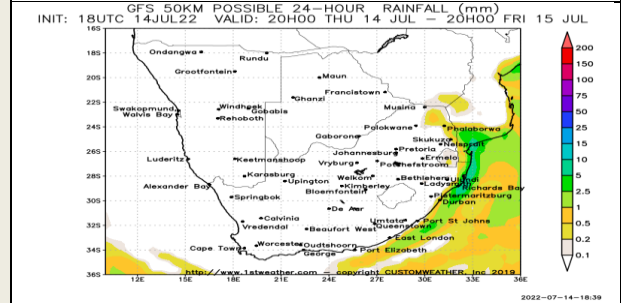 GFS 50KM POSSIBLE 24-HOUR RAINFALL (mm)
INIT: 18UTC 14JUL22 VALID: 20H00 THU 14 JUL - 20H00 FRI 15 JUL
16S
18S
20S
22S
24S
26S
28S
30S
32S
34S
36S
12E 15E 18E 21E 24E 27E 30E 33E 36E
Ondangwa
Rundu
Grootfontein
Maun
Francistown
Ghanzi
Musina
Swakopmund
Windhoek
Gobabis
Walvis Bay
Rehoboth
Polokwane
Phalaborwa
Gaborone
Skukuza
Nelspruit
Pretoria
Johannesburg
Ermelo
Luderitz
Keetmanshoop
Vryburg
Potchefstroom
Karasburg
Upington
Welkom
Bethlehem
Ulundi
Alexander Bay
Kimberley
Ladysmith
Richards Bay
Bloemfontein
Springbok
Pietermaritzburg
Durban
De Aar
Calvinia
Vredendal
Umtata
Port St Johns
Queenstown
Beaufort West
East London
Cape Town
Worcester
Oudtshoorn
George
Port Elizabeth
http://www.1stweather.com - copyright CUSTOMWEATHER, Inc 2019
200
150
100
75
50
25
15
10
5
2.5
1
0.5
0.2
0.1
2022-07-14-18:39